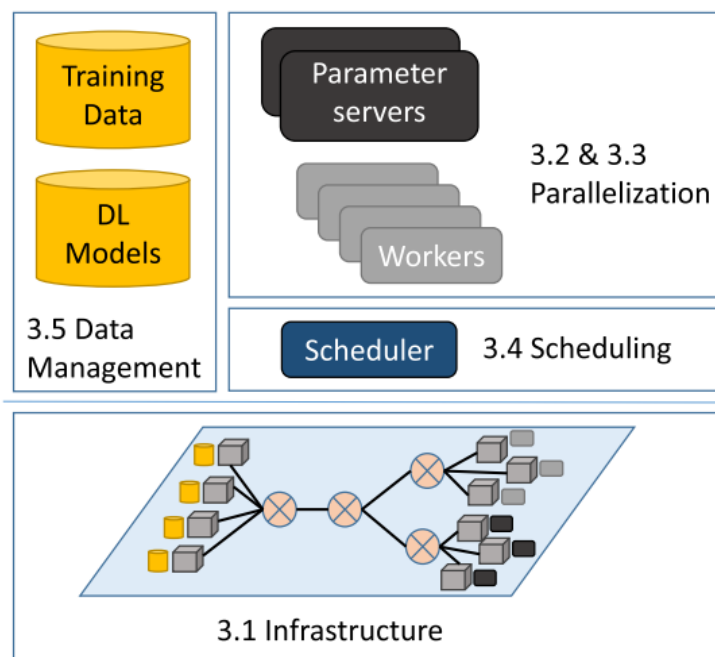 Training
Data
DL
Models
3.5 Data
Management
Parameter
servers
Workers
3.2 & 3.3
Parallelization
Scheduler
3.4 Scheduling
3.1 Infrastructure